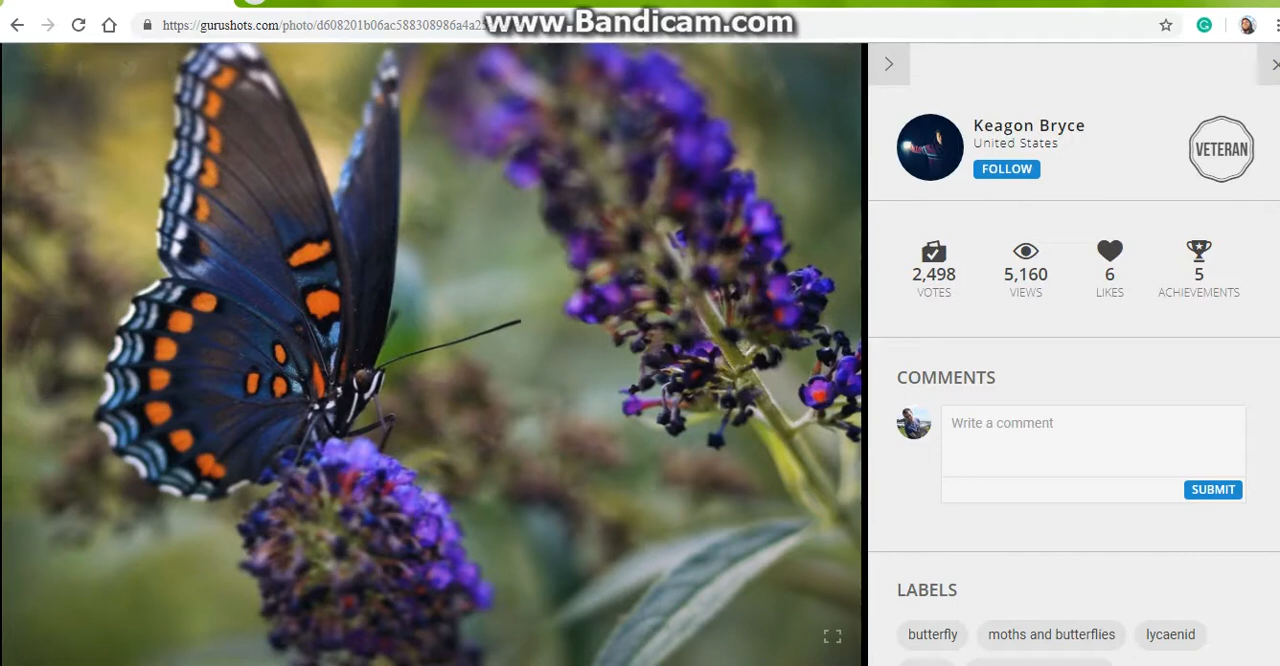 https://gurushots.com/photo/d608201b06ac588308986a4a2
www.Bandicam.com
Keagon Bryce
United States
FOLLOW
VETERAN
2,498
5,160
6
5
VOTES
VIEWS
LIKES
ACHIEVEMENTS
COMMENTS
Write a comment
SUBMIT
LABELS
butterfly
moths and butterflies
lycaenid